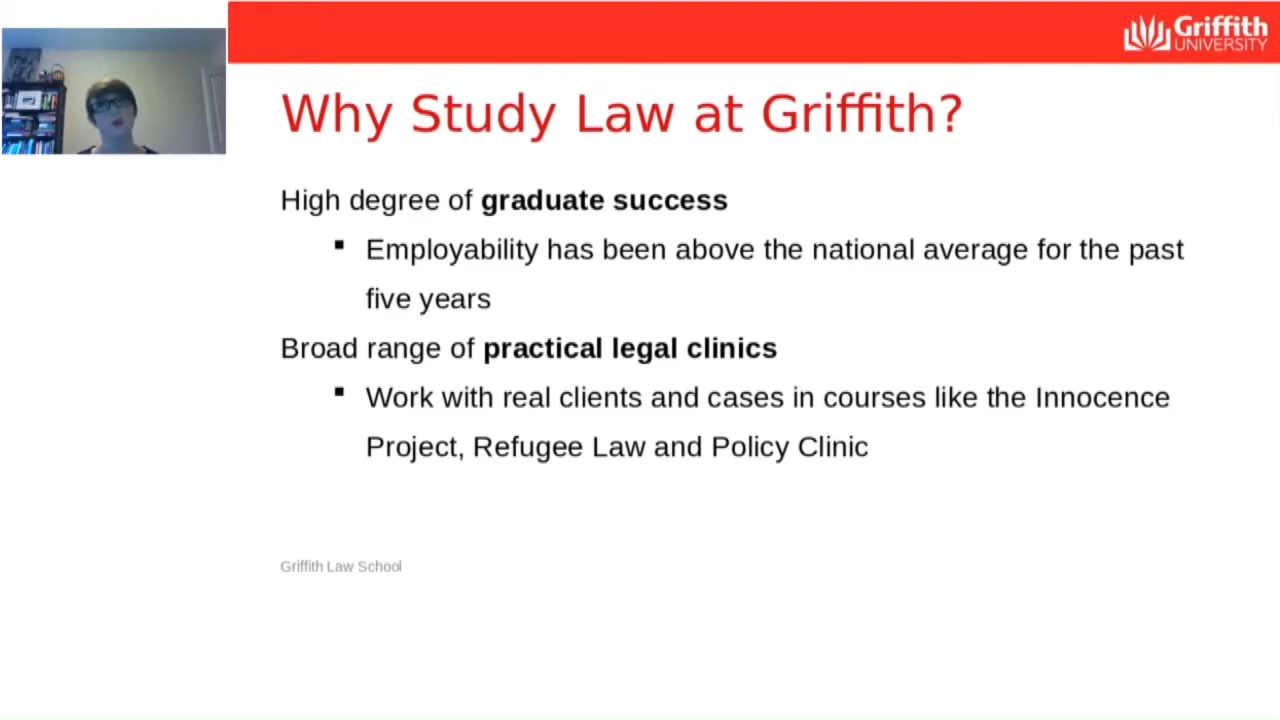 Griffith
UNIVERSITY
Why Study Law at Griffith?
High degree of graduate success
▪ Employability has been above the national average for the past
five years
Broad range of practical legal clinics
▪ Work with real clients and cases in courses like the Innocence
Project, Refugee Law and Policy Clinic
Griffith Law School